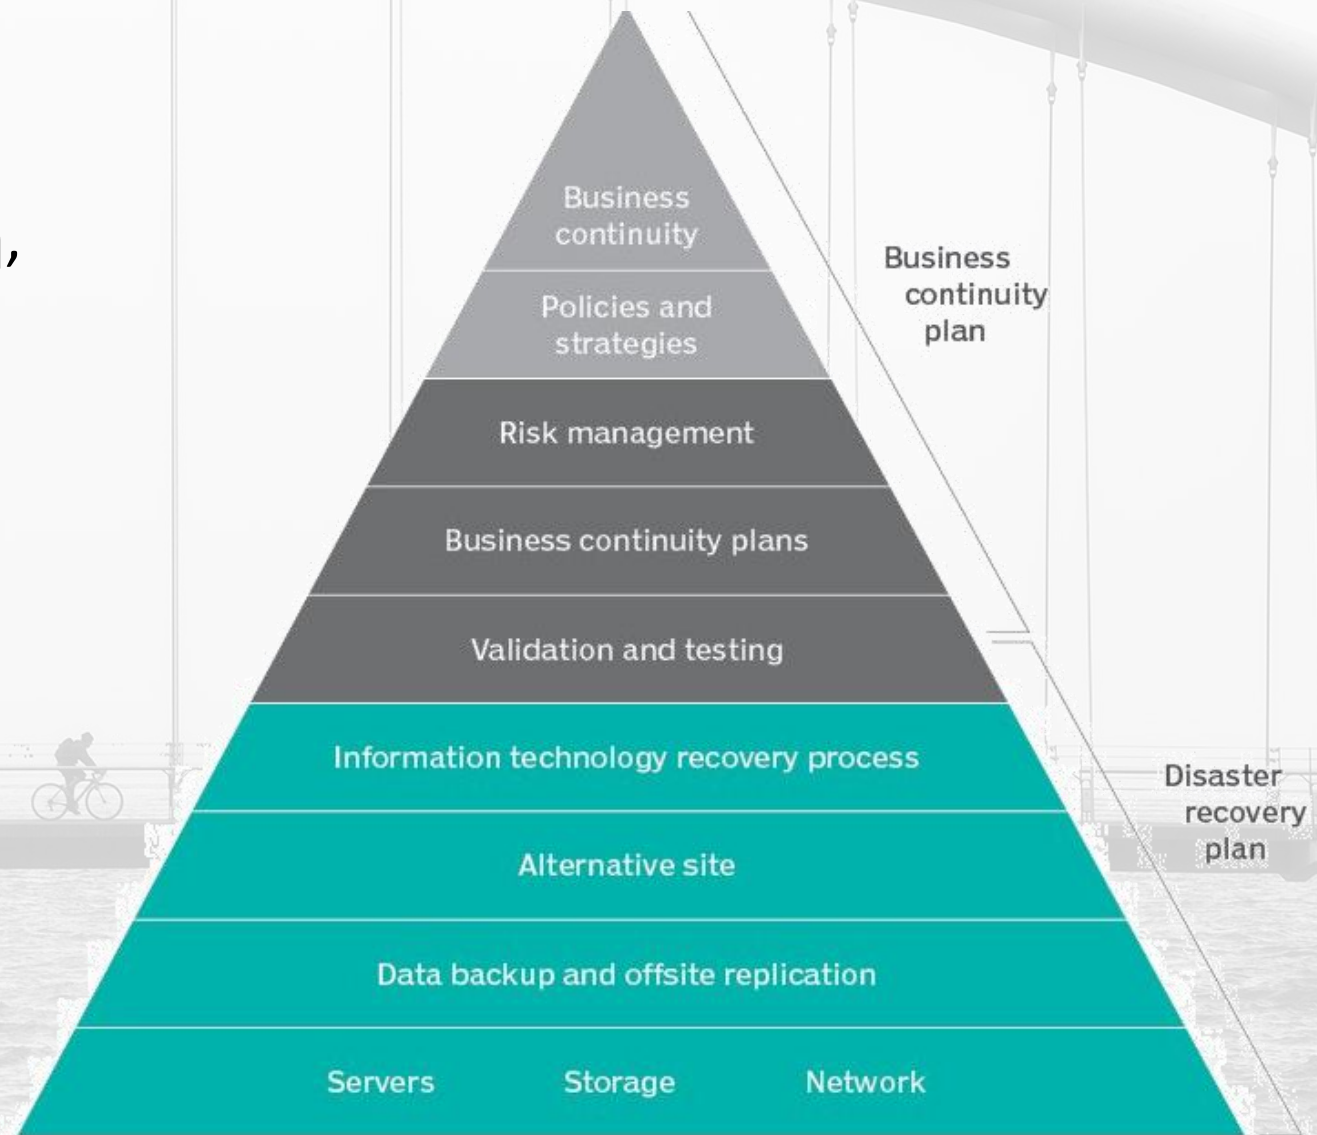 ,
Business
continuity
Policies and
strategies
Risk management
Business continuity plans
Validation and testing
Information technology recovery process
Alternative site
Data backup and offsite replication
Servers Storage Network
Business
continuity
plan
Disaster
recovery
plan